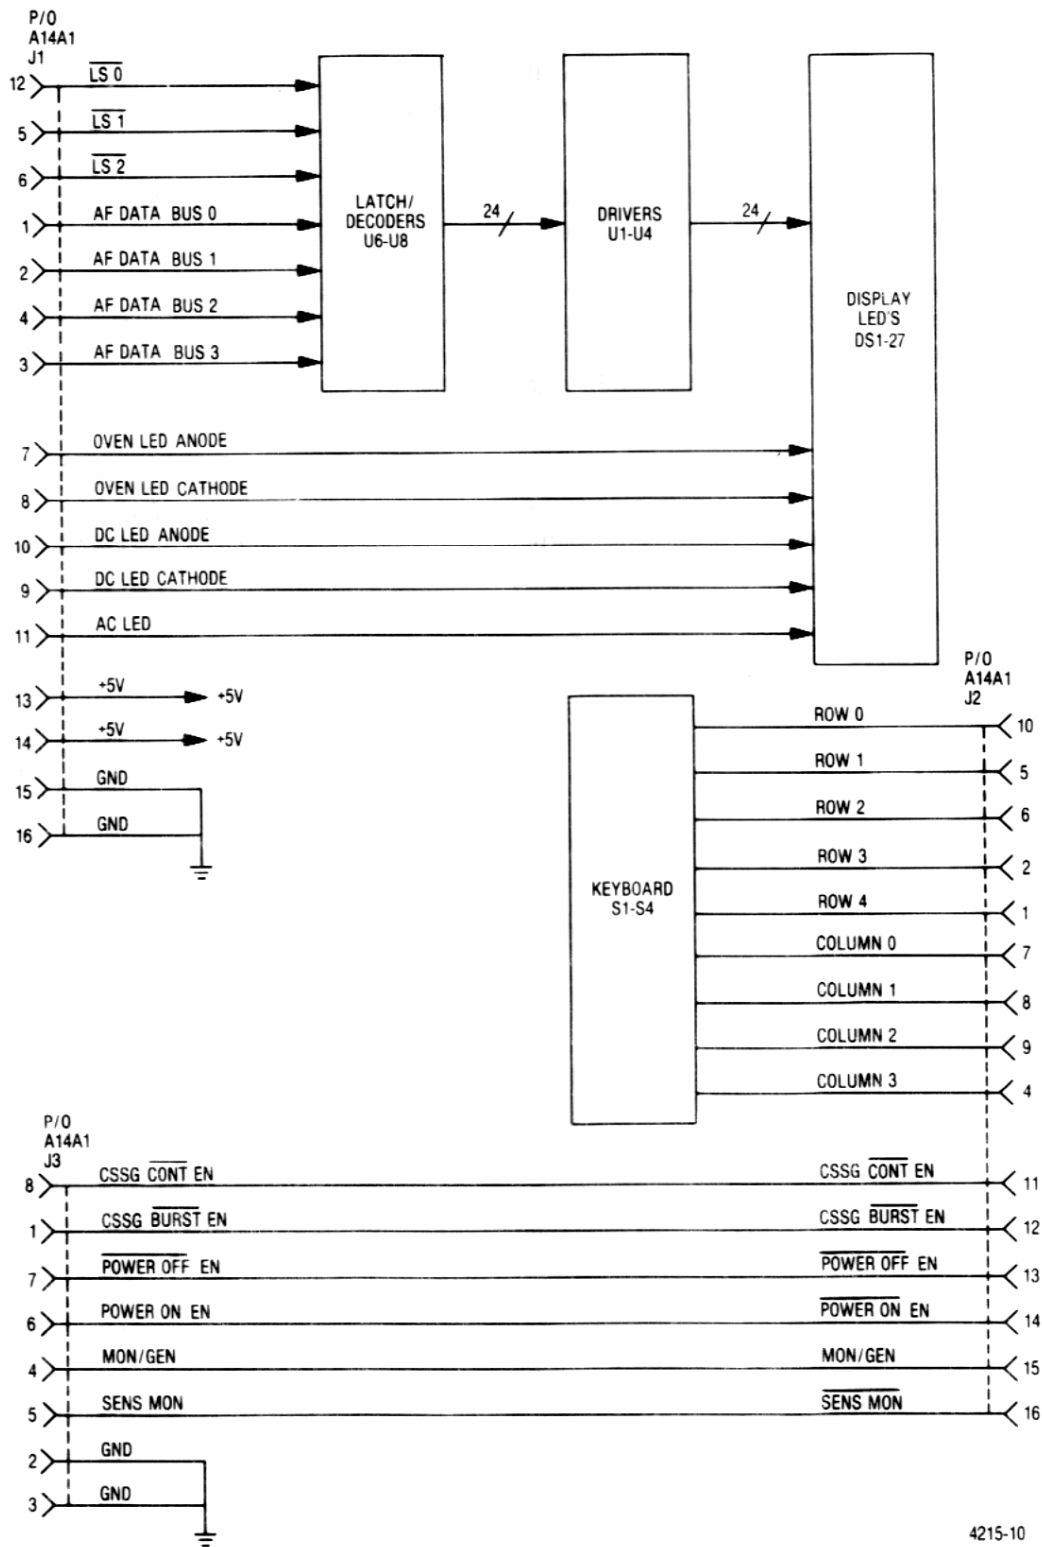 P/O
A14A1
J1
12 LS 0
5 LS 1
6 LS 2
1 AF DATA BUS 0
2 AF DATA BUS 1
4 AF DATA BUS 2
3 AF DATA BUS 3
LATCH/
DECODERS
U6-U8
24
DRIVERS
U1-U4
24
DISPLAY
LED'S
DS1-27
7 OVEN LED ANODE
8 OVEN LED CATHODE
10 DC LED ANODE
9 DC LED CATHODE
11 AC LED
13 +5V +5V
14 +5V +5V
15 GND
16 GND
P/O
A14A1
J2
KEYBOARD
S1-S4
ROW 0 10
ROW 1 5
ROW 2 6
ROW 3 2
ROW 4 1
COLUMN 0 7
COLUMN 1 8
COLUMN 2 9
COLUMN 3 4
P/O
A14A1
J3
8 CSSG CONT EN CSSG CONT EN 11
1 CSSG BURST EN CSSG BURST EN 12
7 POWER OFF EN POWER OFF EN 13
6 POWER ON EN POWER ON EN 14
4 MON/GEN MON/GEN 15
5 SENS MON SENS MON 16
2 GND
3 GND
4215-10